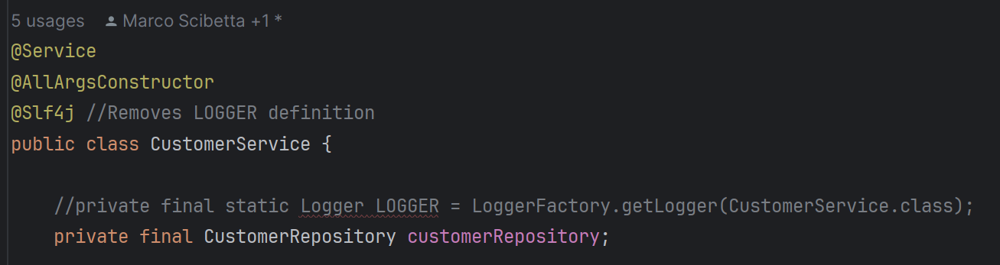 5 usages Marco Scibetta +1 *
@Service
@AllArgsConstructor
@Slf4j //Removes LOGGER definition
public class CustomerService {
//private final static Logger LOGGER = LoggerFactory.getLogger(CustomerService.class);
private final CustomerRepository customerRepository;